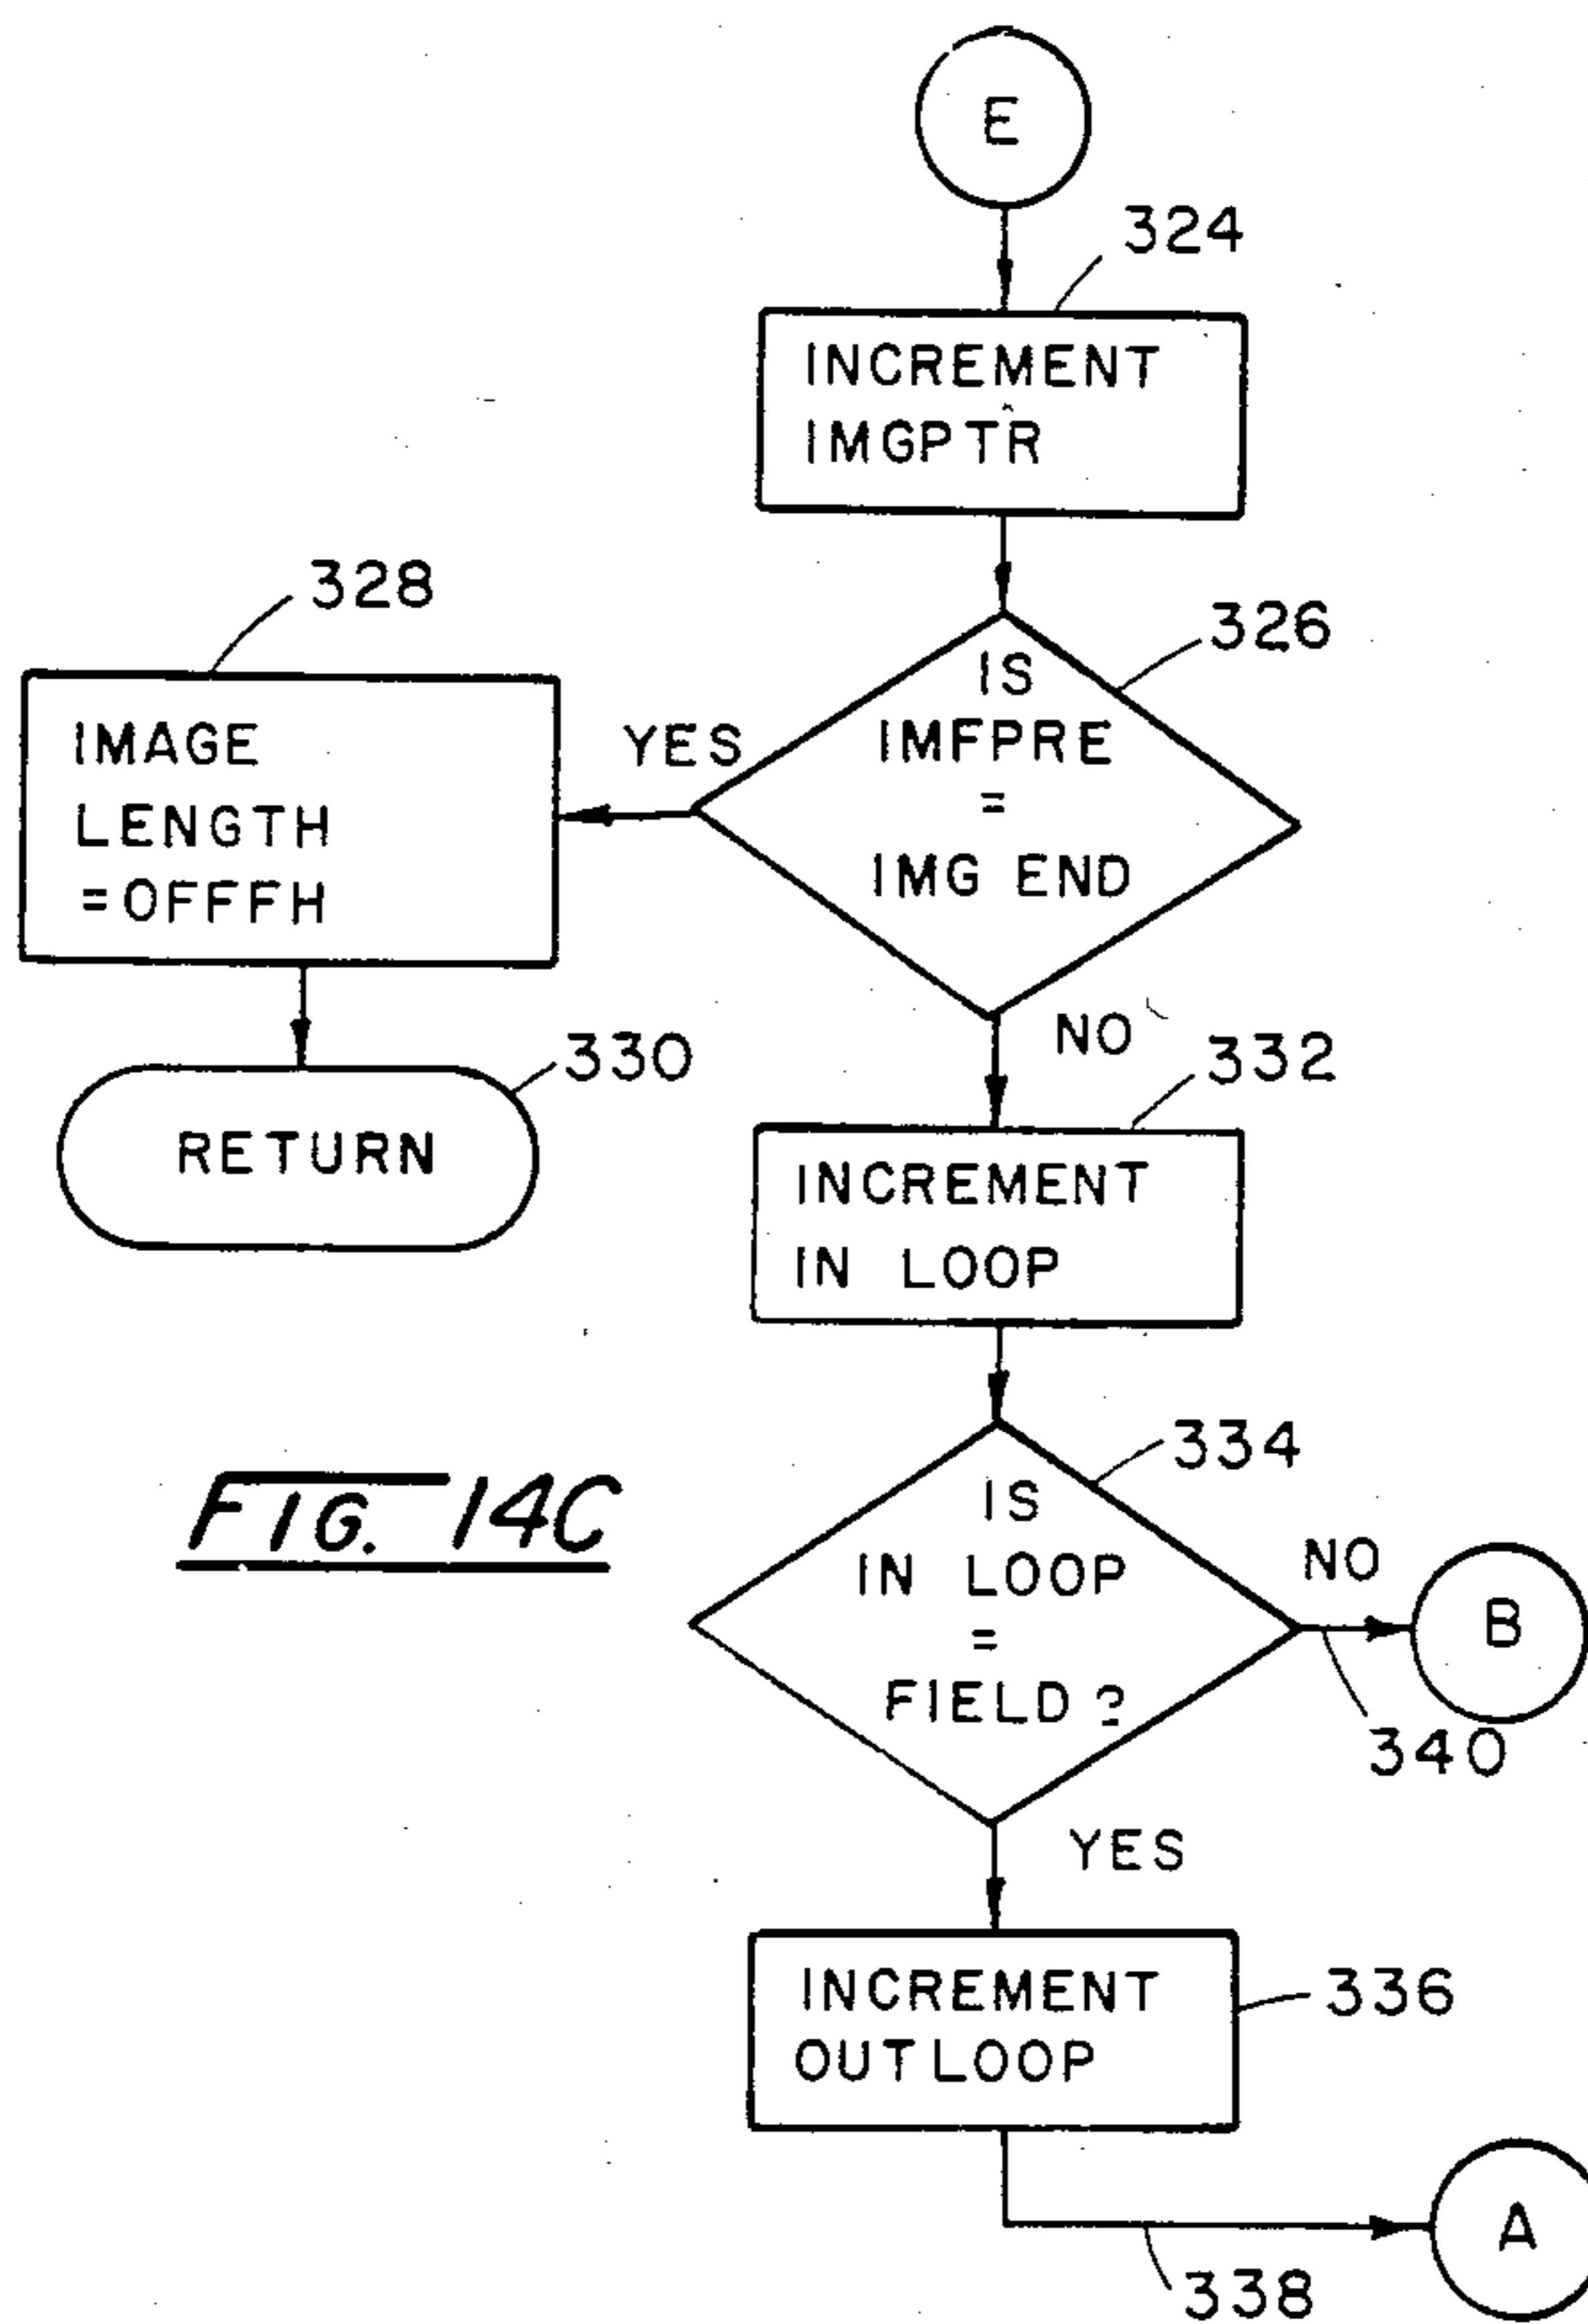 E
324
INCREMENT
IMGPTR
328
326
IS
IMFPRE
=
IMG END
YES
IMAGE
LENGTH
=OFFFH
NO
330
332
RETURN
INCREMENT
IN LOOP
334
IS
IN LOOP
=
FIELD?
NO
B
340
FIG. 14C
YES
INCREMENT
OUTLOOP
336
A
338